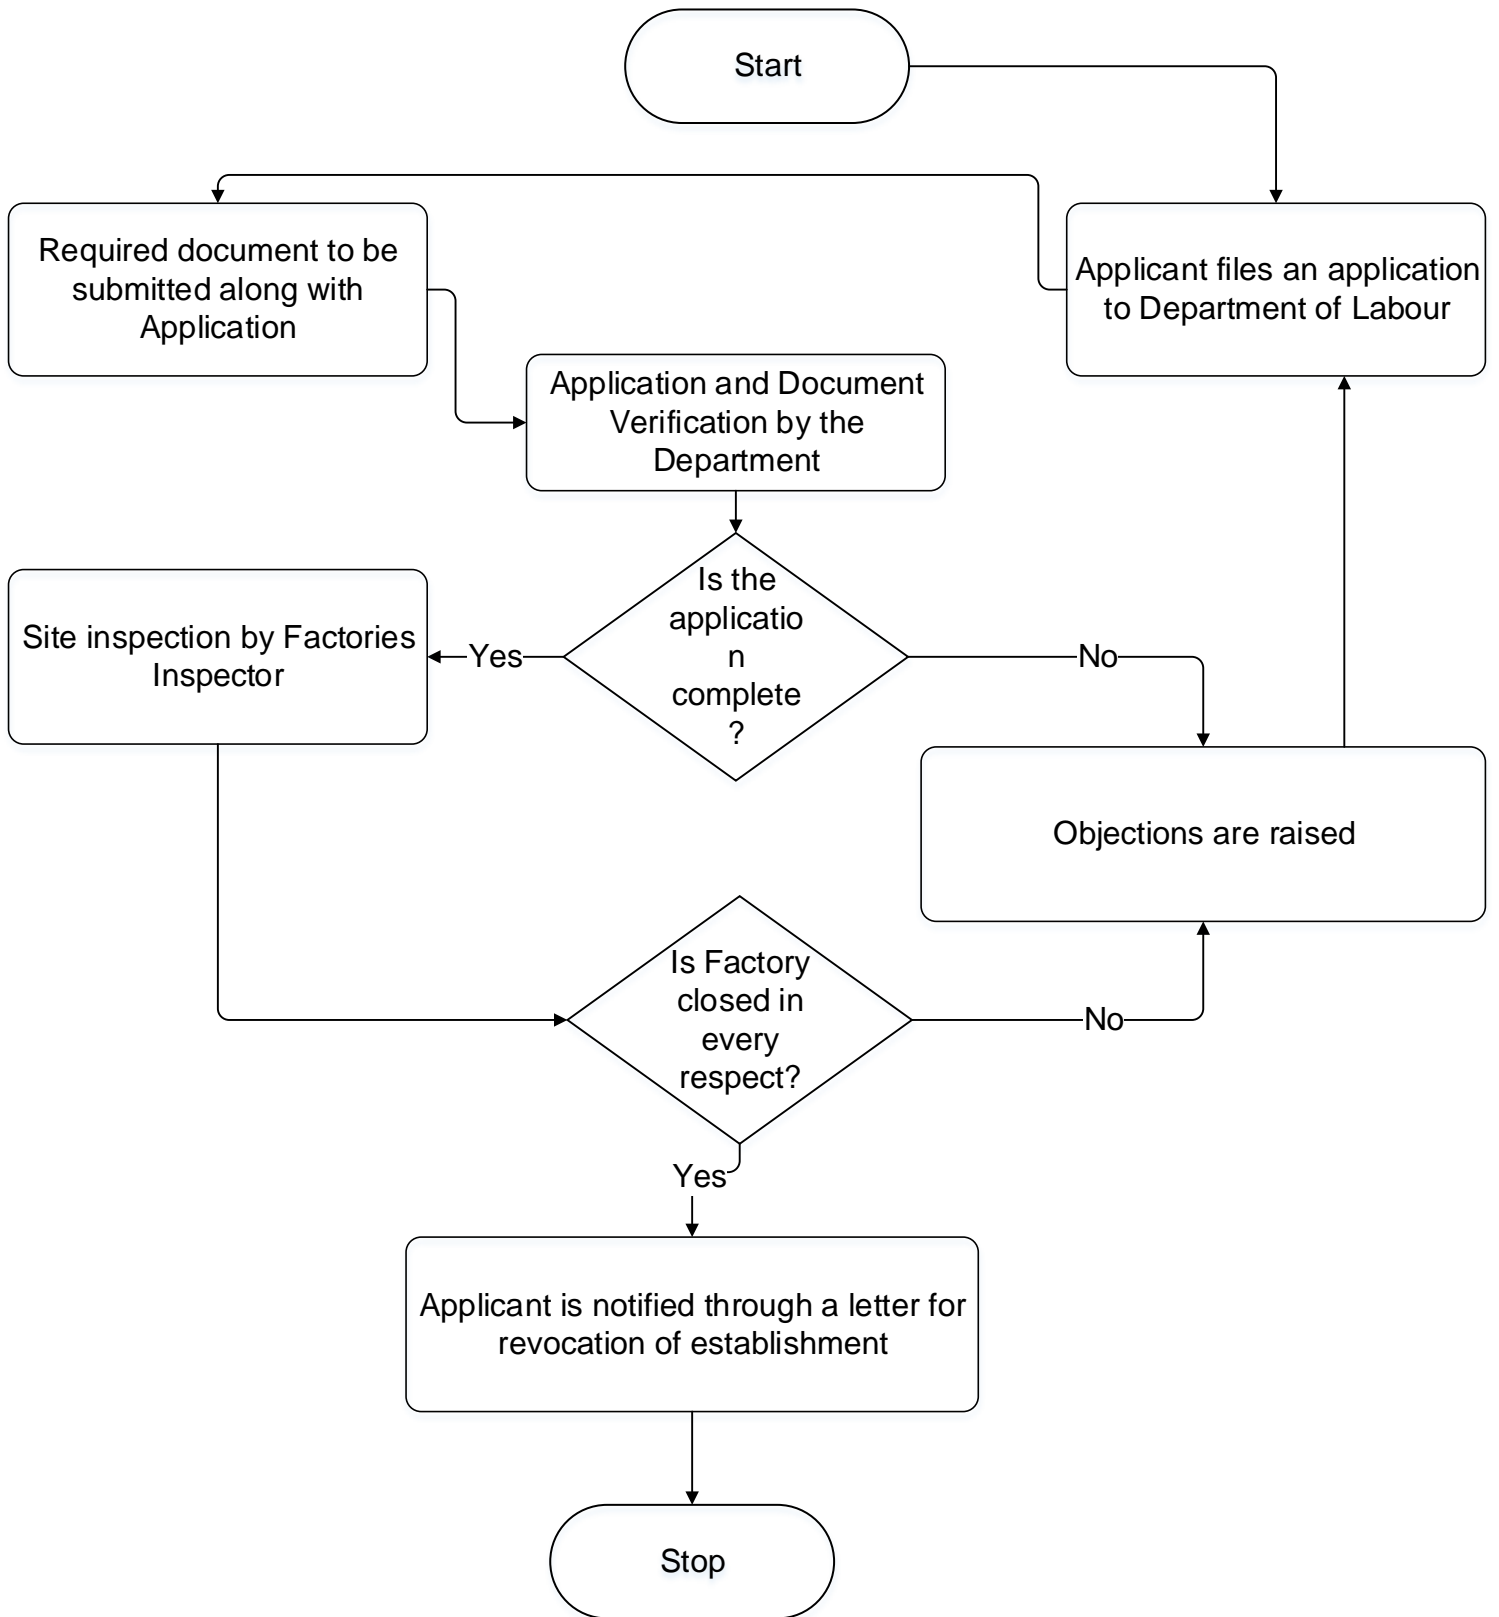 Start
Required document to be
submitted along with
Application
Applicant files an application
to Department of Labour
Application and Document
Verification by the
Department
Is the
applicatio
n
complete
?
Yes
No
Site inspection by Factories
Inspector
Objections are raised
Is Factory
closed in
every
respect?
No
Yes
Applicant is notified through a letter for
revocation of establishment
Stop